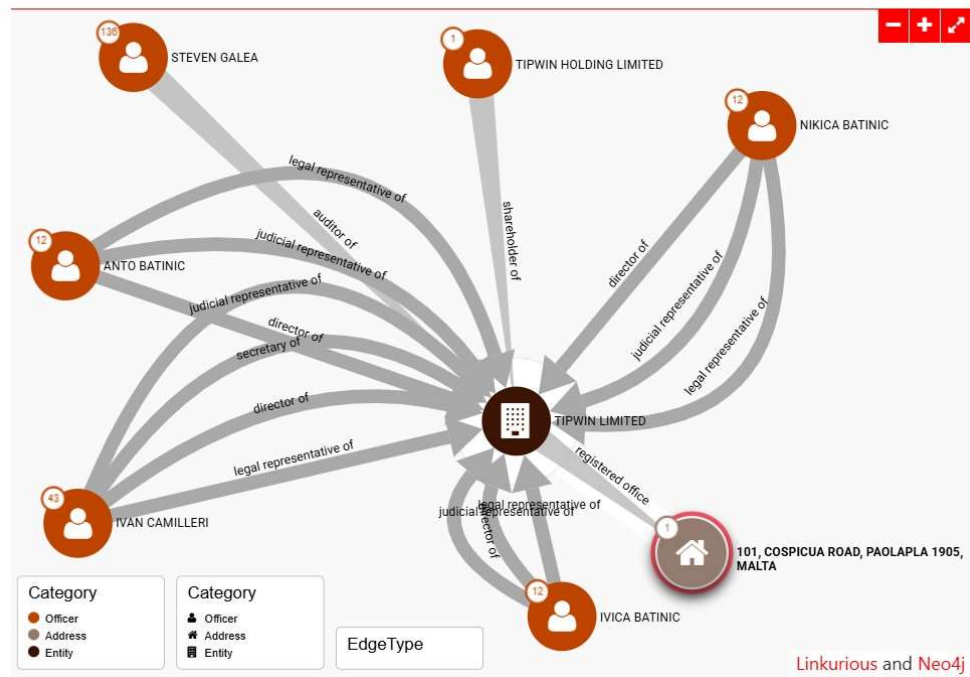 136
STEVEN GALEA
1
TIPWIN HOLDING LIMITED
12
NIKICA BATINIC
legal representative of
auditor of
shareholder of
12
ANTO BATINIC
judicial representative of
director of
judicial representative of
judicial representative of
director of
secretary of
legal representative of
director of
TIPWIN LIMITED
legal representative of
registered office
legal representative of
judicial representative of
director of
43
IVAN CAMILLERI
1
101, COSPICUA ROAD, PAOLAPLA 1905,
MALTA
12
IVICA BATINIC
Category
Officer
Address
Entity
Category
Officer
Address
Entity
EdgeType
Linkurious and Neo4j